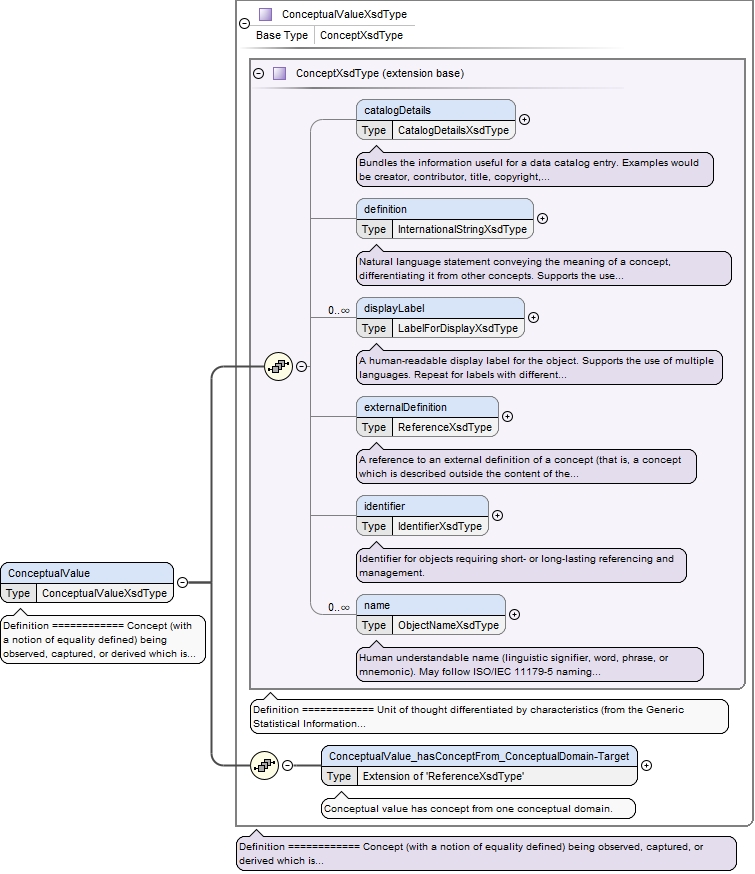 ConceptualValueXsdType
Base Type ConceptXsdType
ConceptXsdType (extension base)
catalogDetails
Type CatalogDetailsXsdType
Bundles the information useful for a data catalog entry. Examples would
be creator, contributor, title, copyright,...
definition
Type InternationalStringXsdType
Natural language statement conveying the meaning of a concept,
differentiating it from other concepts. Supports the use...
0..∞
displayLabel
Type LabelForDisplayXsdType
A human-readable display label for the object. Supports the use of multiple
languages. Repeat for labels with different...
externalDefinition
Type ReferenceXsdType
A reference to an external definition of a concept (that is, a concept
which is described outside the content of the...
identifier
Type IdentifierXsdType
Identifier for objects requiring short- or long-lasting referencing and
management.
ConceptualValue
Type ConceptualValueXsdType
Definition ============ Concept (with
a notion of equality defined) being
observed, captured, or derived which is...
0..∞
name
Type ObjectNameXsdType
Human understandable name (linguistic signifier, word, phrase, or
mnemonic). May follow ISO/IEC 11179-5 naming...
Definition ============ Unit of thought differentiated by characteristics (from the Generic
Statistical Information...
ConceptualValue_hasConceptFrom_ConceptualDomain-Target
Type Extension of 'ReferenceXsdType'
Conceptual value has concept from one conceptual domain.
Definition ============ Concept (with a notion of equality defined) being observed, captured, or
derived which is...